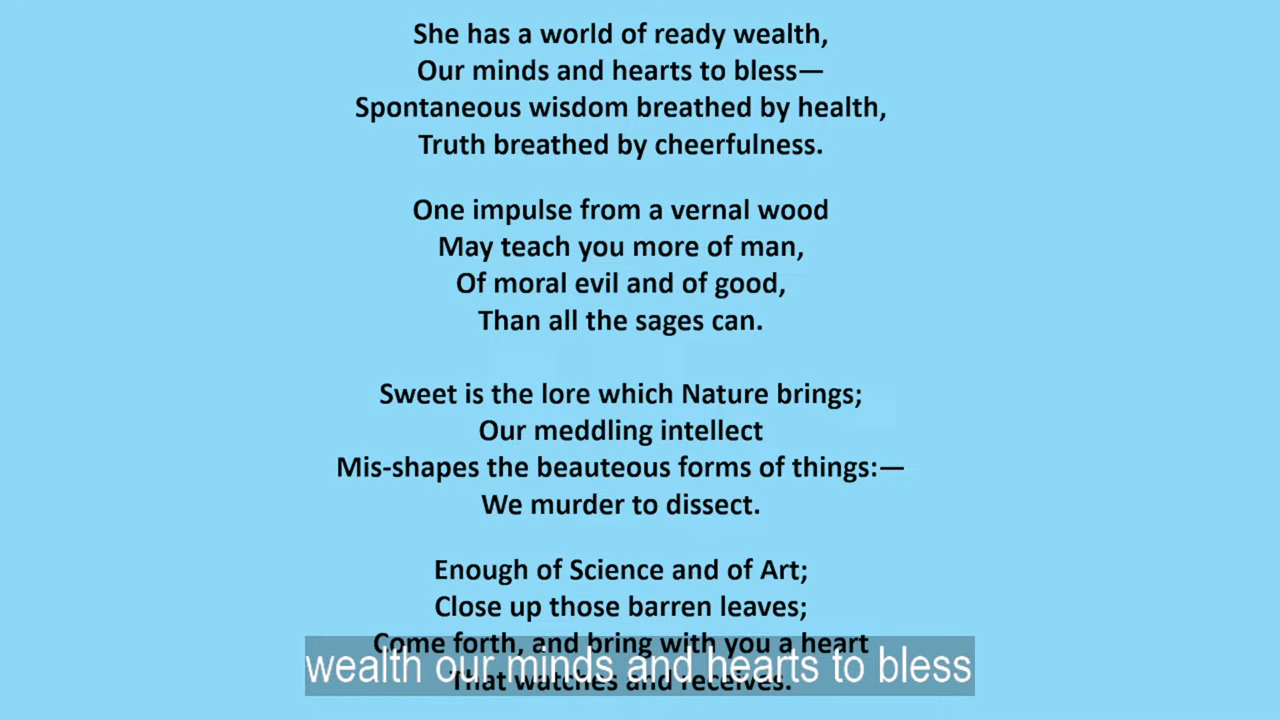 She has a world of ready wealth,
Our minds and hearts to bless—
Spontaneous wisdom breathed by health,
Truth breathed by cheerfulness.
One impulse from a vernal wood
May teach you more of man,
Of moral evil and of good,
Than all the sages can.
Sweet is the lore which Nature brings;
Our meddling intellect
Mis-shapes the beauteous forms of things:—
We murder to dissect.
Enough of Science and of Art;
Close up those barren leaves;
Come forth, and bring with you a heart
That watches and receives.
wealth our minds and hearts to bless